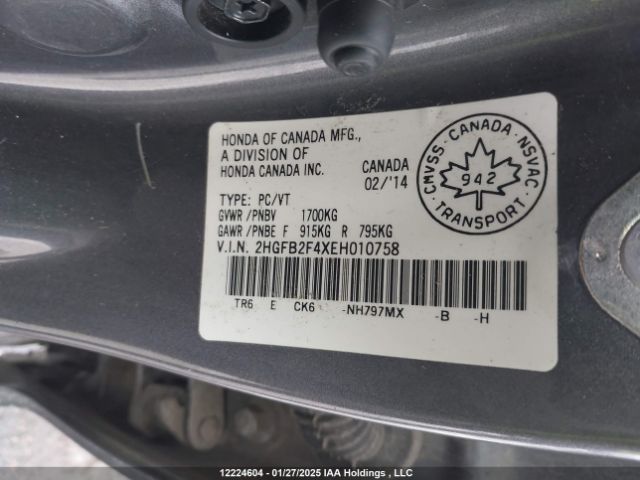 HONDA OF CANADA MFG.,
A DIVISION OF
HONDA CANADA INC.
CANADA
02/'14
TYPE: PC/VT
GVWR /PNBV 1700KG
GAWR /PNBE F 915KG R 795KG
V.I.N. 2HGFB2F4XEH010758
TR6 E CK6 -NH797MX -B -H
CMVSS · CANADA · NSVAC
942
TRANSPORT
12224604 - 01/27/2025 IAA Holdings , LLC